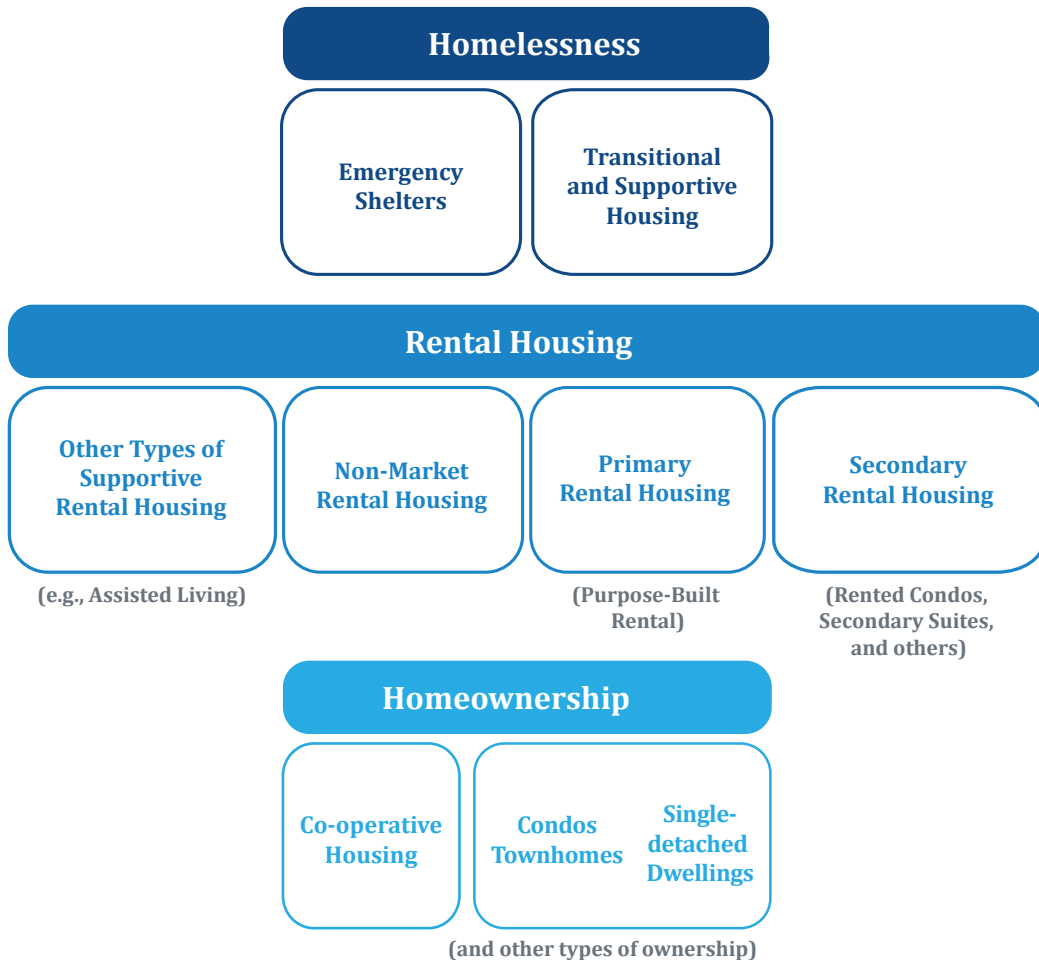 Homelessness
Emergency
Shelters
Transitional
and Supportive
Housing
Rental Housing
Other Types of
Supportive
Rental Housing
Non-Market
Rental Housing
Primary
Rental Housing
Secondary
Rental Housing
(e.g., Assisted Living)
(Purpose-Built
Rental)
(Rented Condos,
Secondary Suites,
and others)
Homeownership
Co-operative
Housing
Condos
Townhomes
Single-
detached
Dwellings
(and other types of ownership)